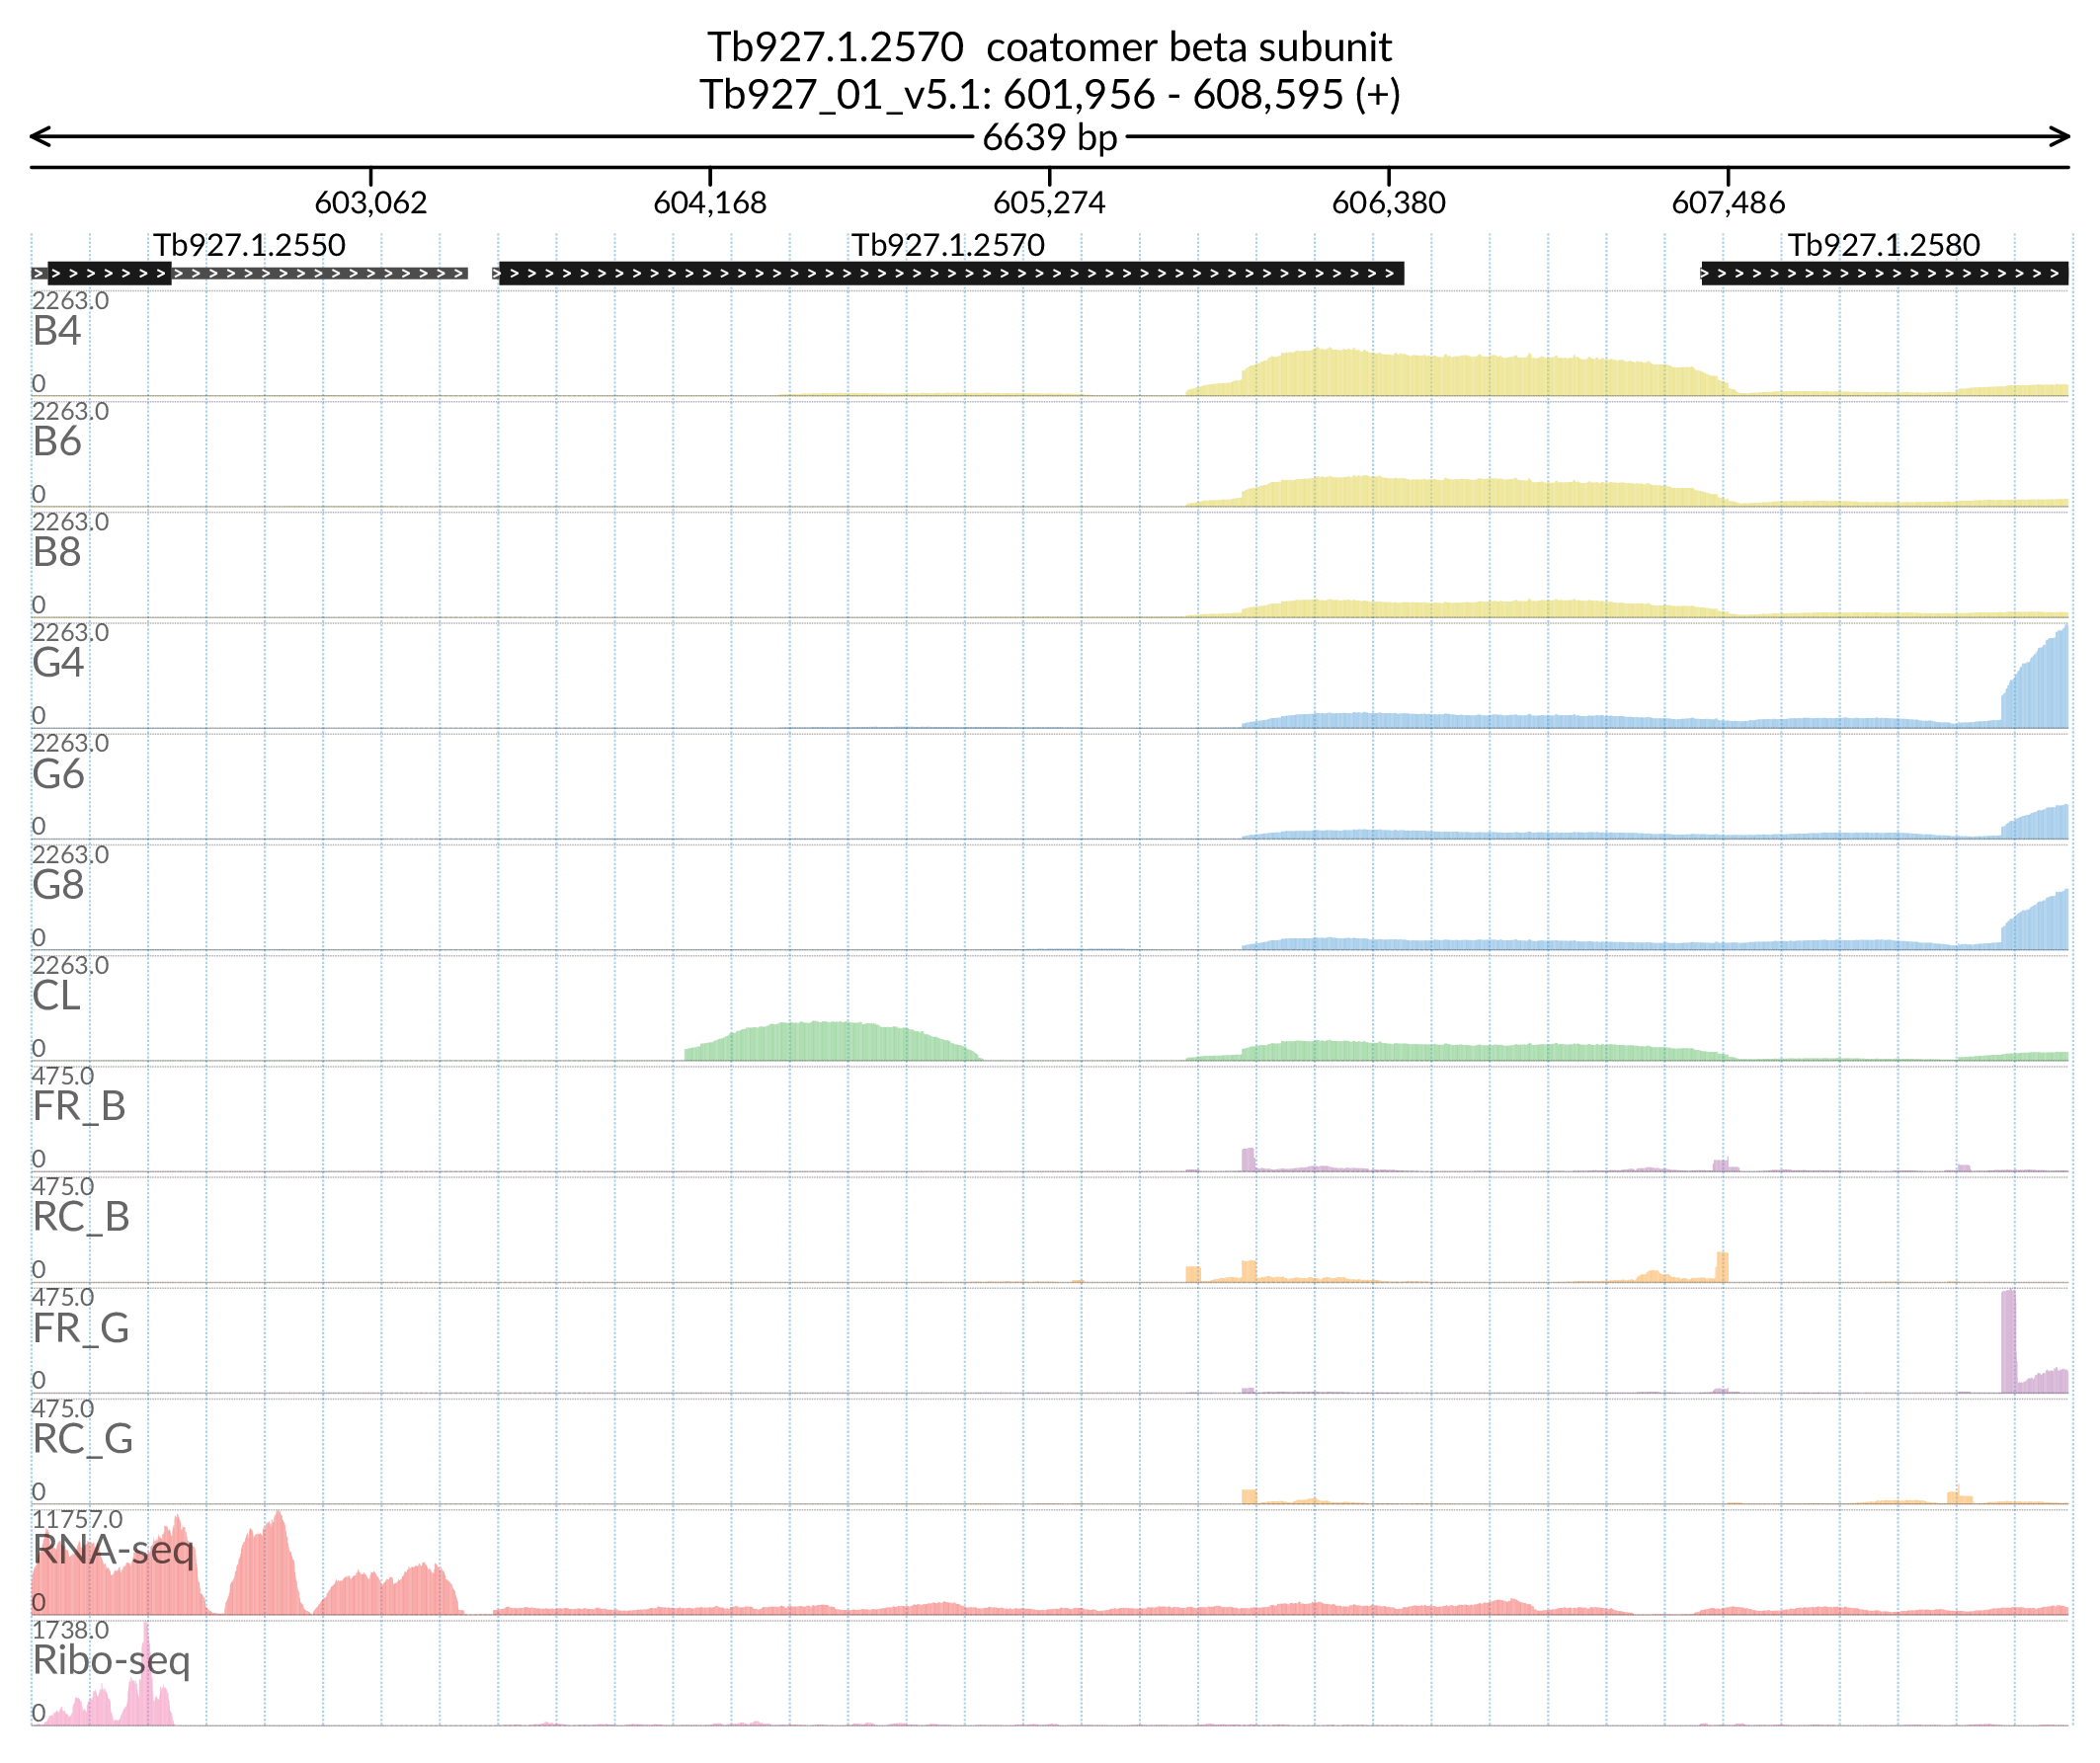 Tb927.1.2570 coatomer beta subunit
Tb927_01_v5.1: 601,956 - 608,595 (+)
6639 bp
603,062 604,168 605,274 606,380 607,486
Tb927.1.2550 Tb927.1.2570 Tb927.1.2580
2263.0
B4
0
2263.0
B6
0
2263.0
B8
0
2263.0
G4
0
2263.0
G6
0
2263.0
G8
0
2263.0
CL
0
475.0
FR_B
0
475.0
RC_B
0
475.0
FR_G
0
475.0
RC_G
0
11757.0
RNA-seq
0
1738.0
Ribo-seq
0